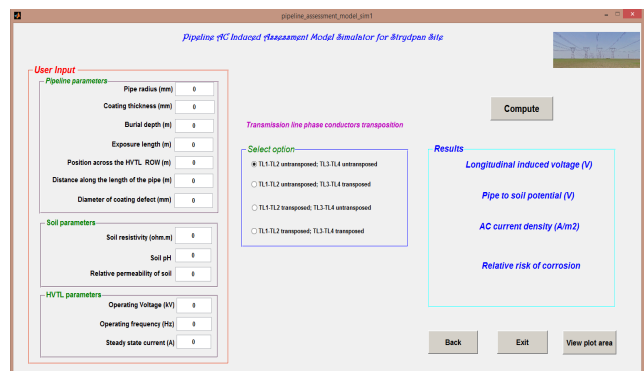 pipeline_assessment_model_sim1
Pipeline AC Induced Assessment Model Simulator for Strydpan Site
User Input
Pipeline parameters
Pipe radius (mm) 0
Coating thickness (mm) 0
Burial depth (m) 0
Exposure length (m) 0
Position across the HVTL ROW (m) 0
Distance along the length of the pipe (m) 0
Diameter of coating defect (mm) 0
Soil parameters
Soil resistivity (ohm.m) 0
Soil pH 0
Relative permeability of soil 0
HVTL parameters
Operating Voltage (kV) 0
Operating frequency (Hz) 0
Steady state current (A) 0
Transmission line phase conductors transposition
Select option
TL1-TL2 untransposed; TL3-TL4 untransposed
TL1-TL2 untransposed; TL3-TL4 transposed
TL1-TL2 transposed; TL3-TL4 untransposed
TL1-TL2 transposed; TL3-TL4 transposed
Compute
Results
Longitudinal induced voltage (V)
Pipe to soil potential (V)
AC current density (A/m2)
Relative risk of corrosion
Back
Exit
View plot area